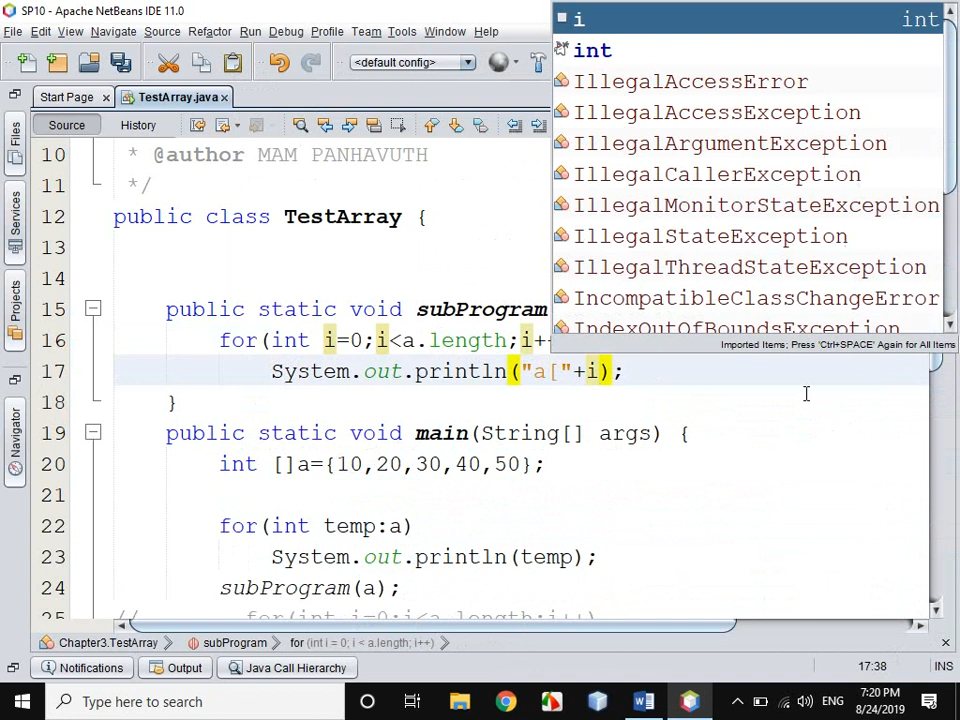 SP10 - Apache NetBeans IDE 11.0
File Edit View Navigate Source Refactor Run Debug Profile Team Tools Window Help
<default config>
Start Page
TestArray.java
Source History
i int
int
IllegalAccessError
IllegalAccessException
IllegalArgumentException
IllegalCallerException
IllegalMonitorStateException
IllegalStateException
IllegalThreadStateException
IncompatibleClassChangeError
IndexOutOfBoundsException
Imported Items; Press 'Ctrl+SPACE' Again for All Items
Files
Services
Projects
Navigator
10 * @author MAM PANHAVUTH
11 */
12 public class TestArray {
13
14
15 public static void subProgram
16 for(int i=0;i<a.length;i++
17 System.out.println("a["+i);
18 }
19 public static void main(String[] args) {
20 int []a={10,20,30,40,50};
21
22 for(int temp:a)
23 System.out.println(temp);
24 subProgram(a);
25 // for(int i=0;i<a.length;i++)
Chapter3.TestArray subProgram for (int i = 0; i < a.length; i++)
Notifications Output Java Call Hierarchy
17:38 INS
Type here to search
ENG
7:20 PM
8/24/2019